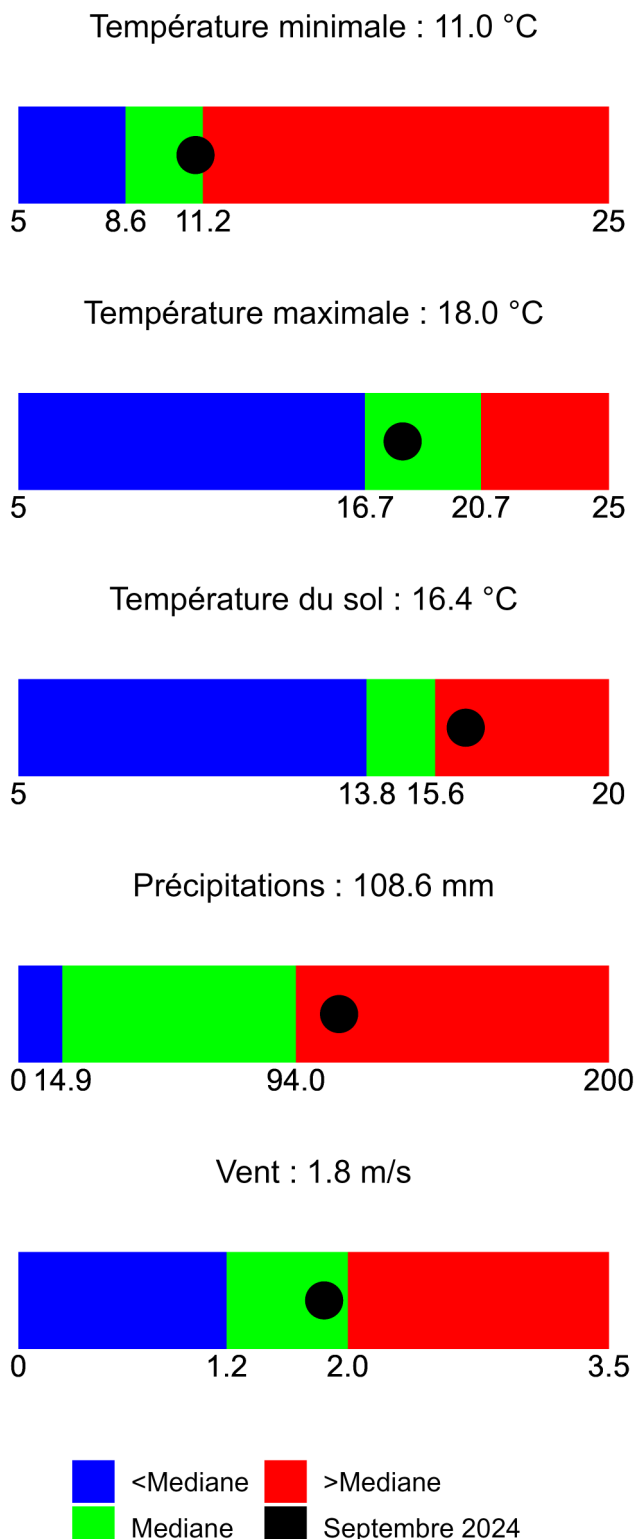 Température minimale : 11.0 °C
5 8.6 11.2 25
Température maximale : 18.0 °C
5 16.7 20.7 25
Température du sol : 16.4 °C
5 13.8 15.6 20
Précipitations : 108.6 mm
0 14.9 94.0 200
Vent : 1.8 m/s
0 1.2 2.0 3.5
<Mediane >Mediane
Mediane Septembre 2024